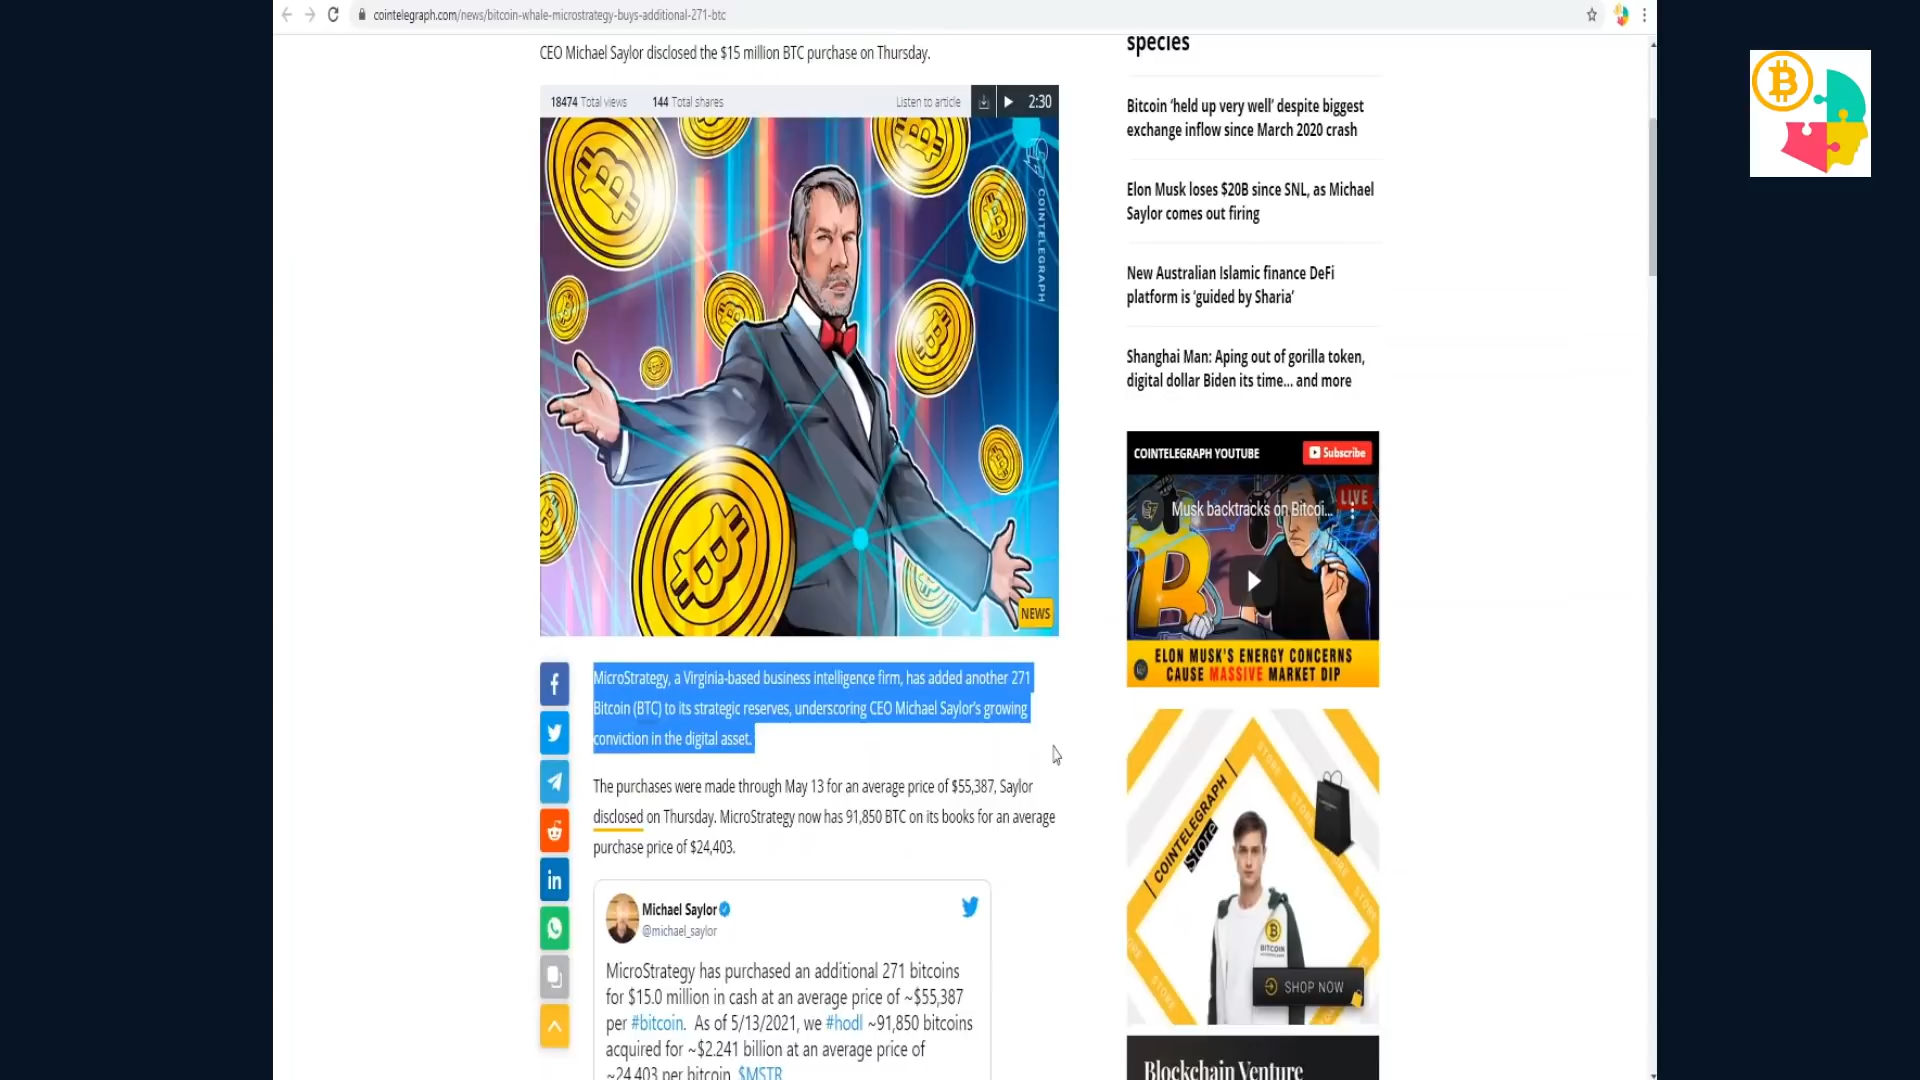 cointelegraph.com/news/bitcoin-whale-microstrategy-buys-additional-271-btc
CEO Michael Saylor disclosed the $15 million BTC purchase on Thursday.
18474 Total views 144 Total shares Listen to article 2:30
COINTELEGRAPH
NEWS
MicroStrategy, a Virginia-based business intelligence firm, has added another 271
Bitcoin (BTC) to its strategic reserves, underscoring CEO Michael Saylor's growing
conviction in the digital asset.
The purchases were made through May 13 for an average price of $55,387, Saylor
disclosed on Thursday. MicroStrategy now has 91,850 BTC on its books for an average
purchase price of $24,403.
Michael Saylor
@michael_saylor
MicroStrategy has purchased an additional 271 bitcoins
for $15.0 million in cash at an average price of ~$55,387
per #bitcoin. As of 5/13/2021, we #hodl ~91,850 bitcoins
acquired for ~$2.241 billion at an average price of
~24,403 per bitcoin. $MSTR
species
Bitcoin ‘held up very well’ despite biggest
exchange inflow since March 2020 crash
Elon Musk loses $20B since SNL, as Michael
Saylor comes out firing
New Australian Islamic finance DeFi
platform is ‘guided by Sharia’
Shanghai Man: Aping out of gorilla token,
digital dollar Biden its time... and more
COINTELEGRAPH YOUTUBE
Subscribe
LIVE
Musk backtracks on Bitcoi...
ELON MUSK'S ENERGY CONCERNS
CAUSE MASSIVE MARKET DIP
COINTELEGRAPH
Store
STORE
BITCOIN
SHOP NOW
Blockchain Venture